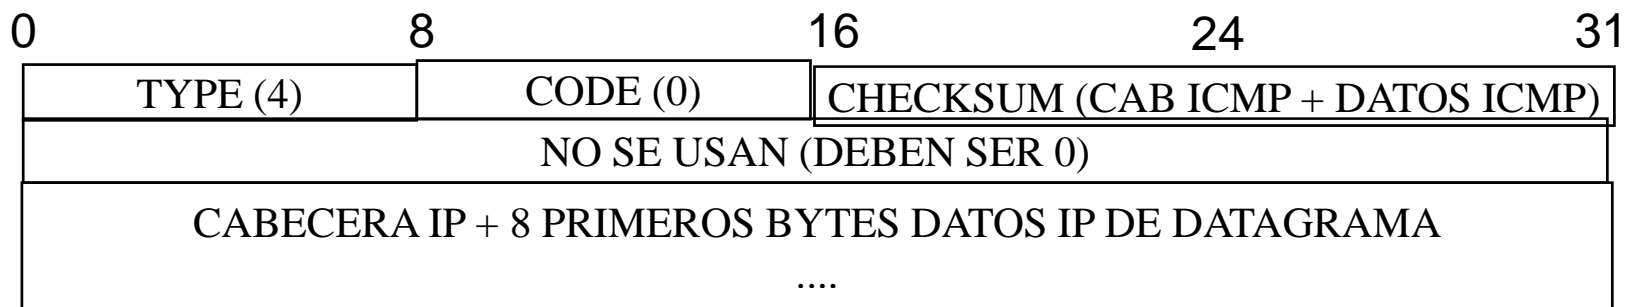 0 8 16 24 31
TYPE (4) CODE (0) CHECKSUM (CAB ICMP + DATOS ICMP)
NO SE USAN (DEBEN SER 0)
CABECERA IP + 8 PRIMEROS BYTES DATOS IP DE DATAGRAMA
....